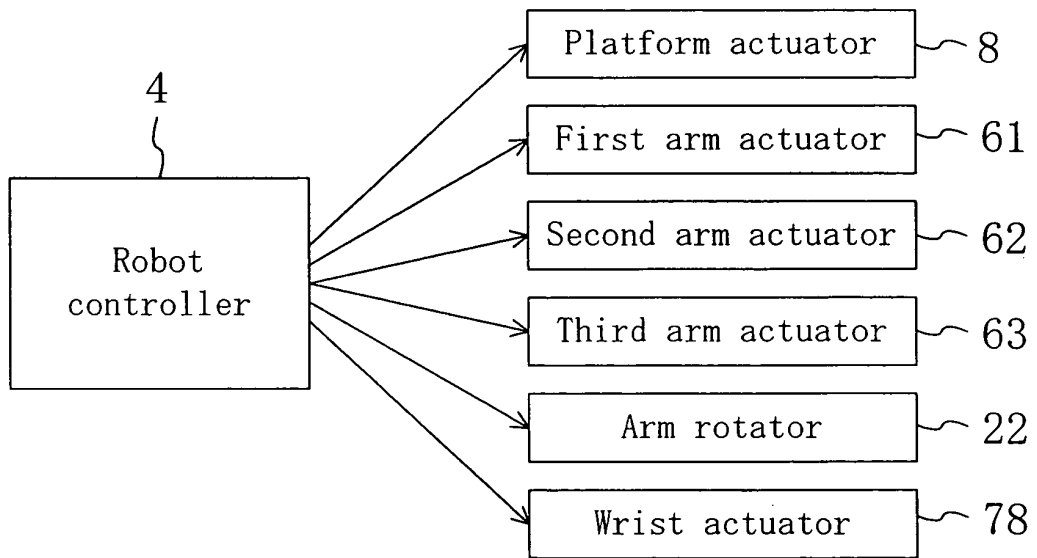 4
Robot
controller
Platform actuator 8
First arm actuator 61
Second arm actuator 62
Third arm actuator 63
Arm rotator 22
Wrist actuator 78